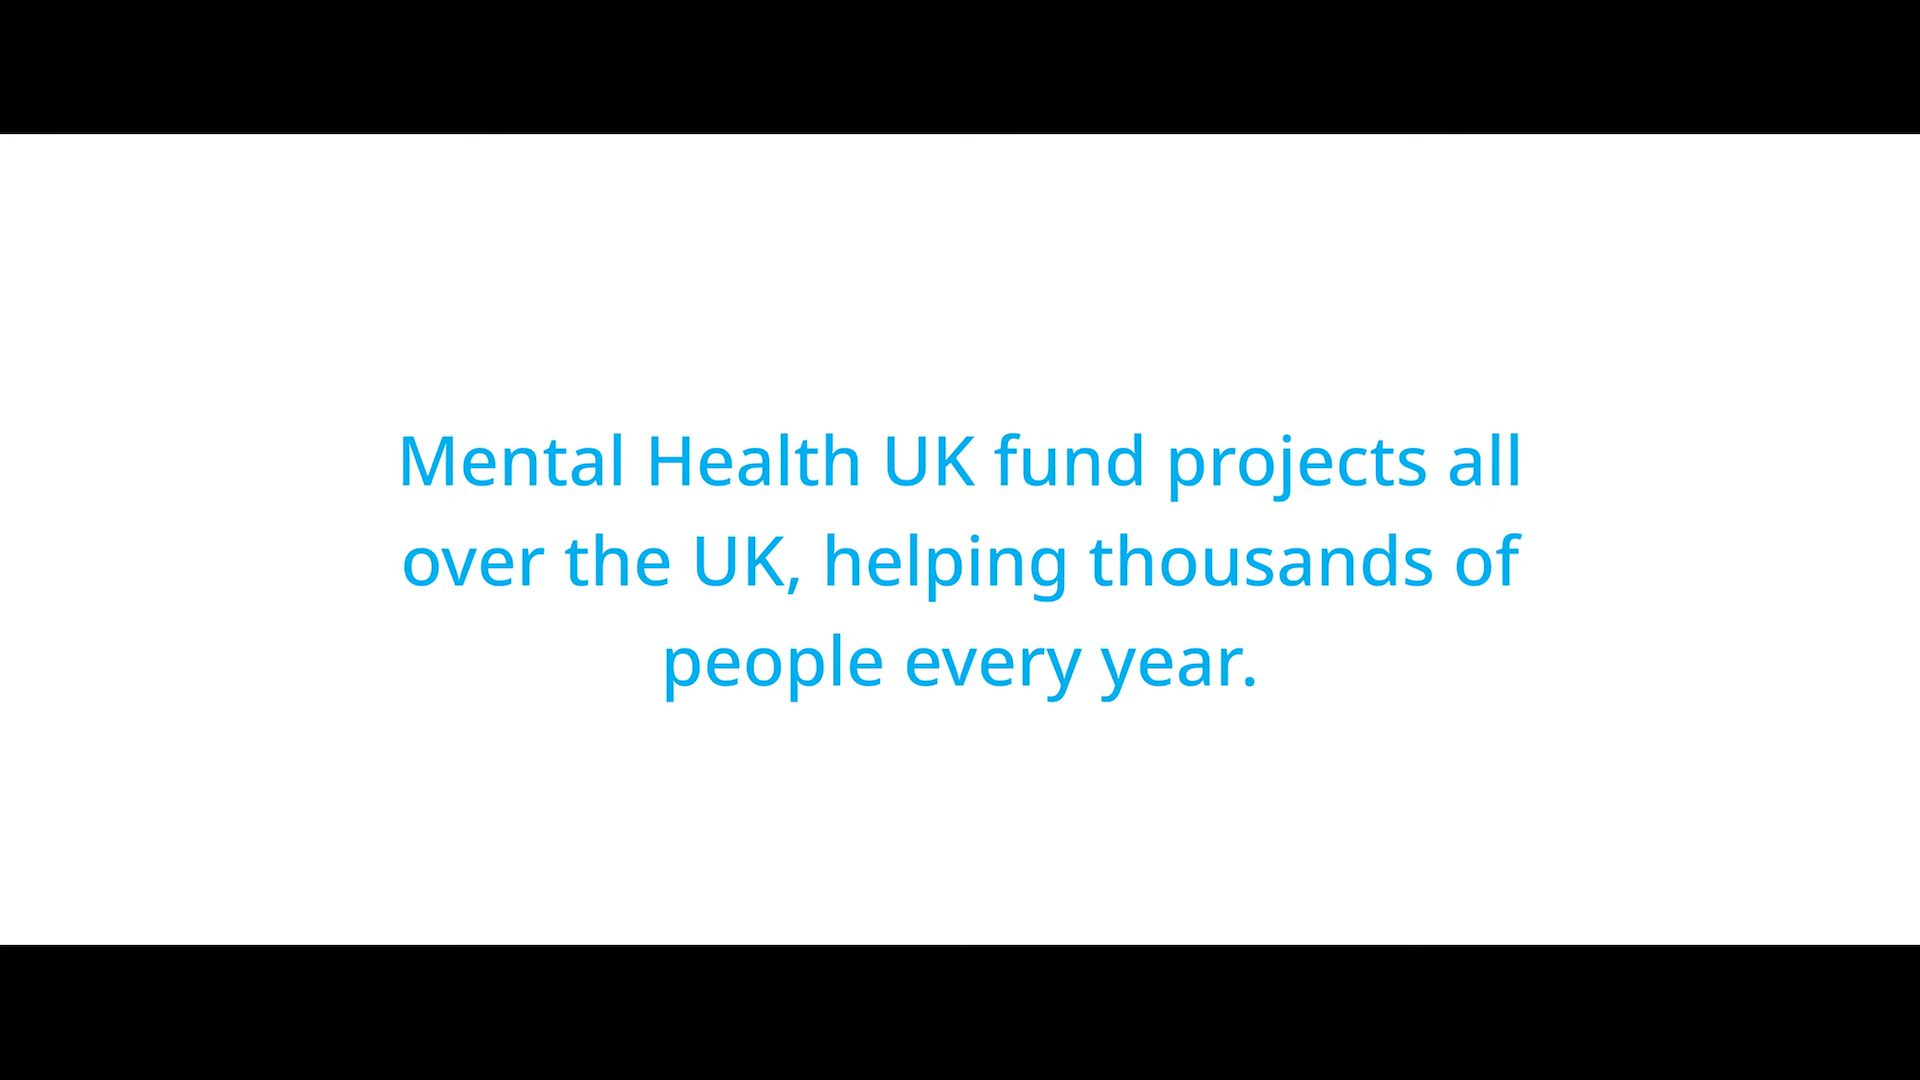 Mental Health UK fund projects all
over the UK, helping thousands of
people every year.